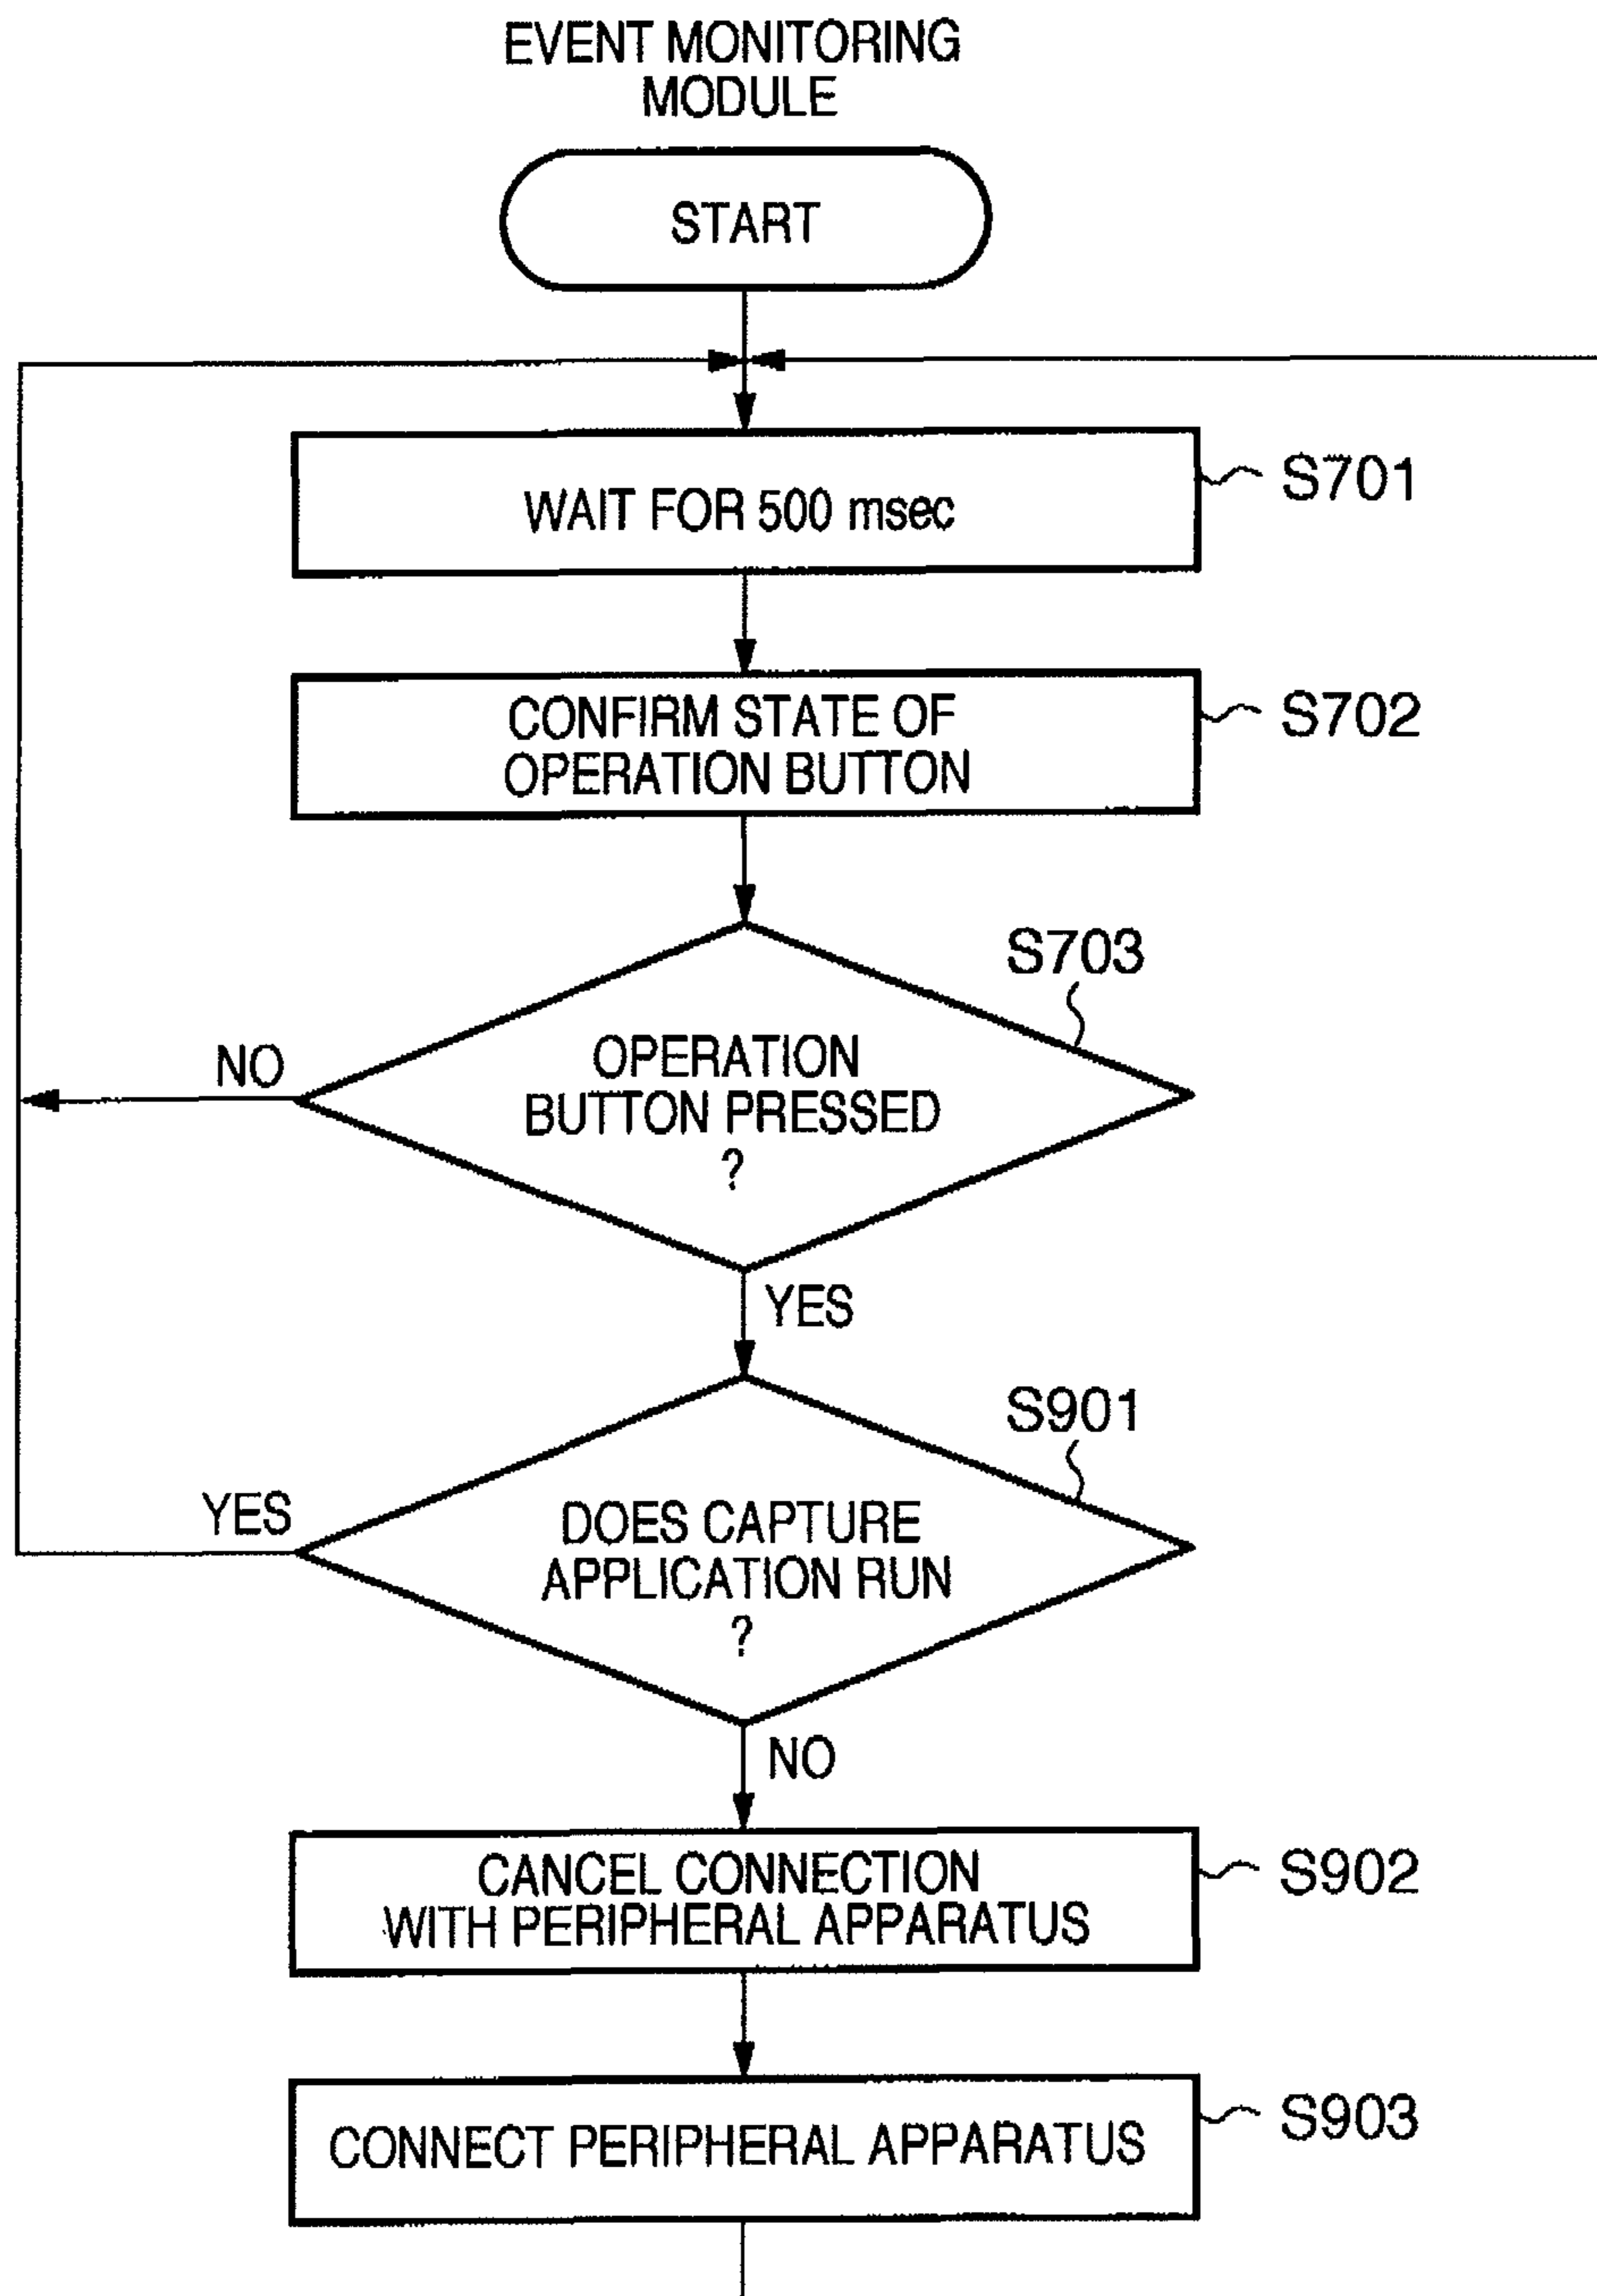 EVENT MONITORING
MODULE
START
WAIT FOR 500 msec
S701
CONFIRM STATE OF
OPERATION BUTTON
S702
S703
OPERATION
BUTTON PRESSED
?
NO
YES
S901
DOES CAPTURE
APPLICATION RUN
?
YES
NO
CANCEL CONNECTION
WITH PERIPHERAL APPARATUS
S902
CONNECT PERIPHERAL APPARATUS
S903